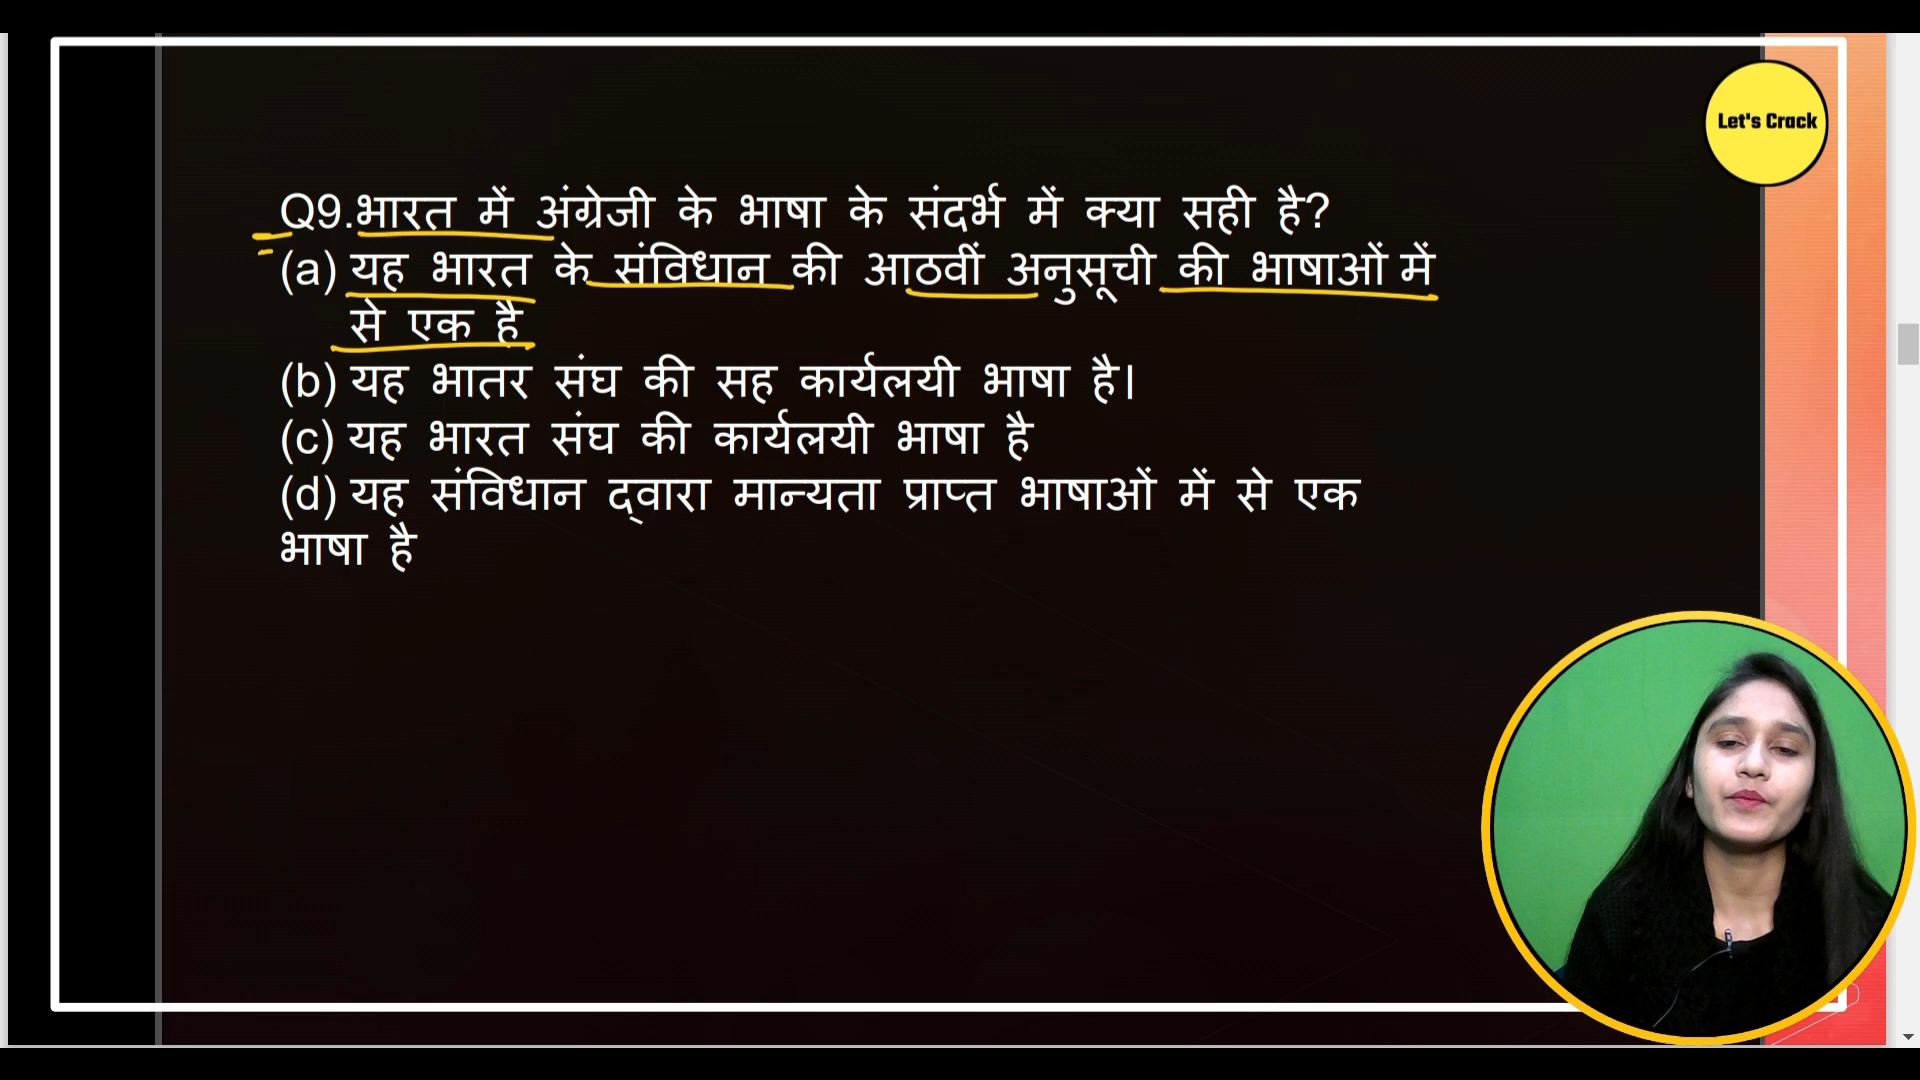 Let's Crack
Q9.भारत में अंग्रेजी के भाषा के संदर्भ में क्या सही है?
(a) यह भारत के संविधान की आठवीं अनुसूची की भाषाओं में
से एक है
(b) यह भातर संघ की सह कार्यलयी भाषा है।
(c) यह भारत संघ की कार्यलयी भाषा है
(d) यह संविधान द्वारा मान्यता प्राप्त भाषाओं में से एक
भाषा है